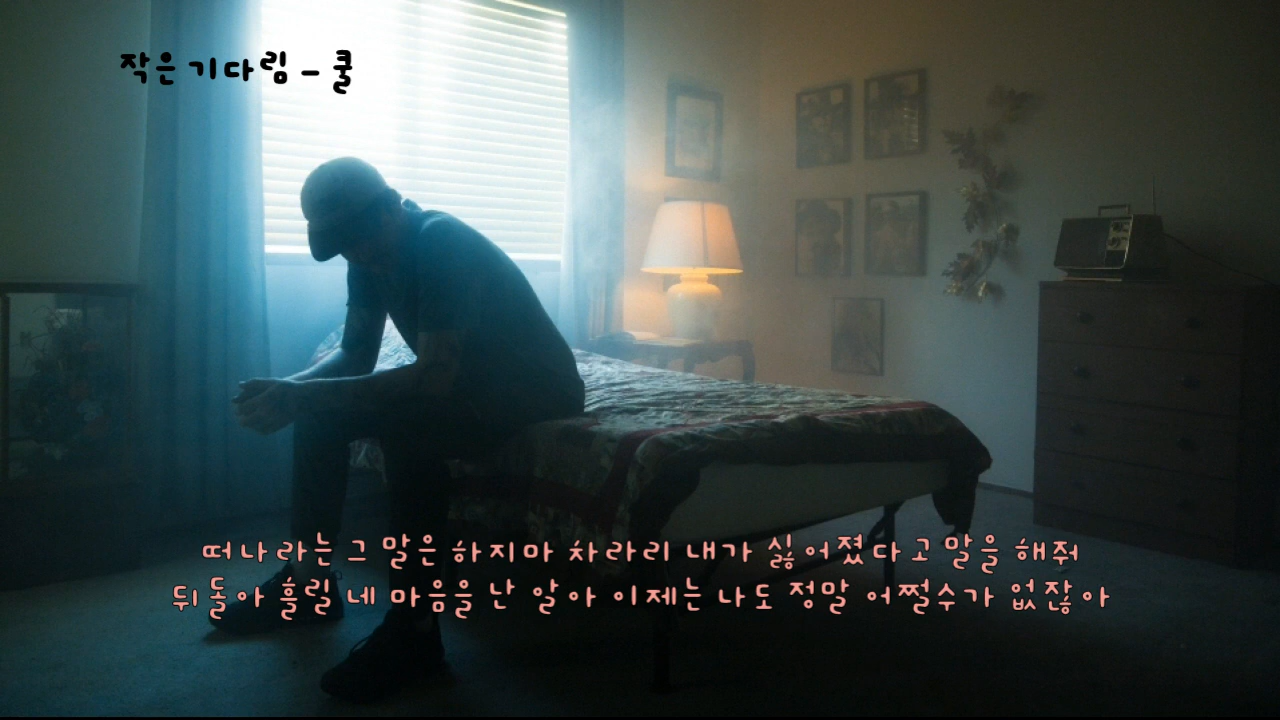 작은 기다림 - 쿨
떠나라는 그 말은 하지마 차라리 내가 싫어졌다고 말을 해줘
뒤돌아 흘릴 네 마음을 난 알아 이제는 나도 정말 어쩔수가 없잖아